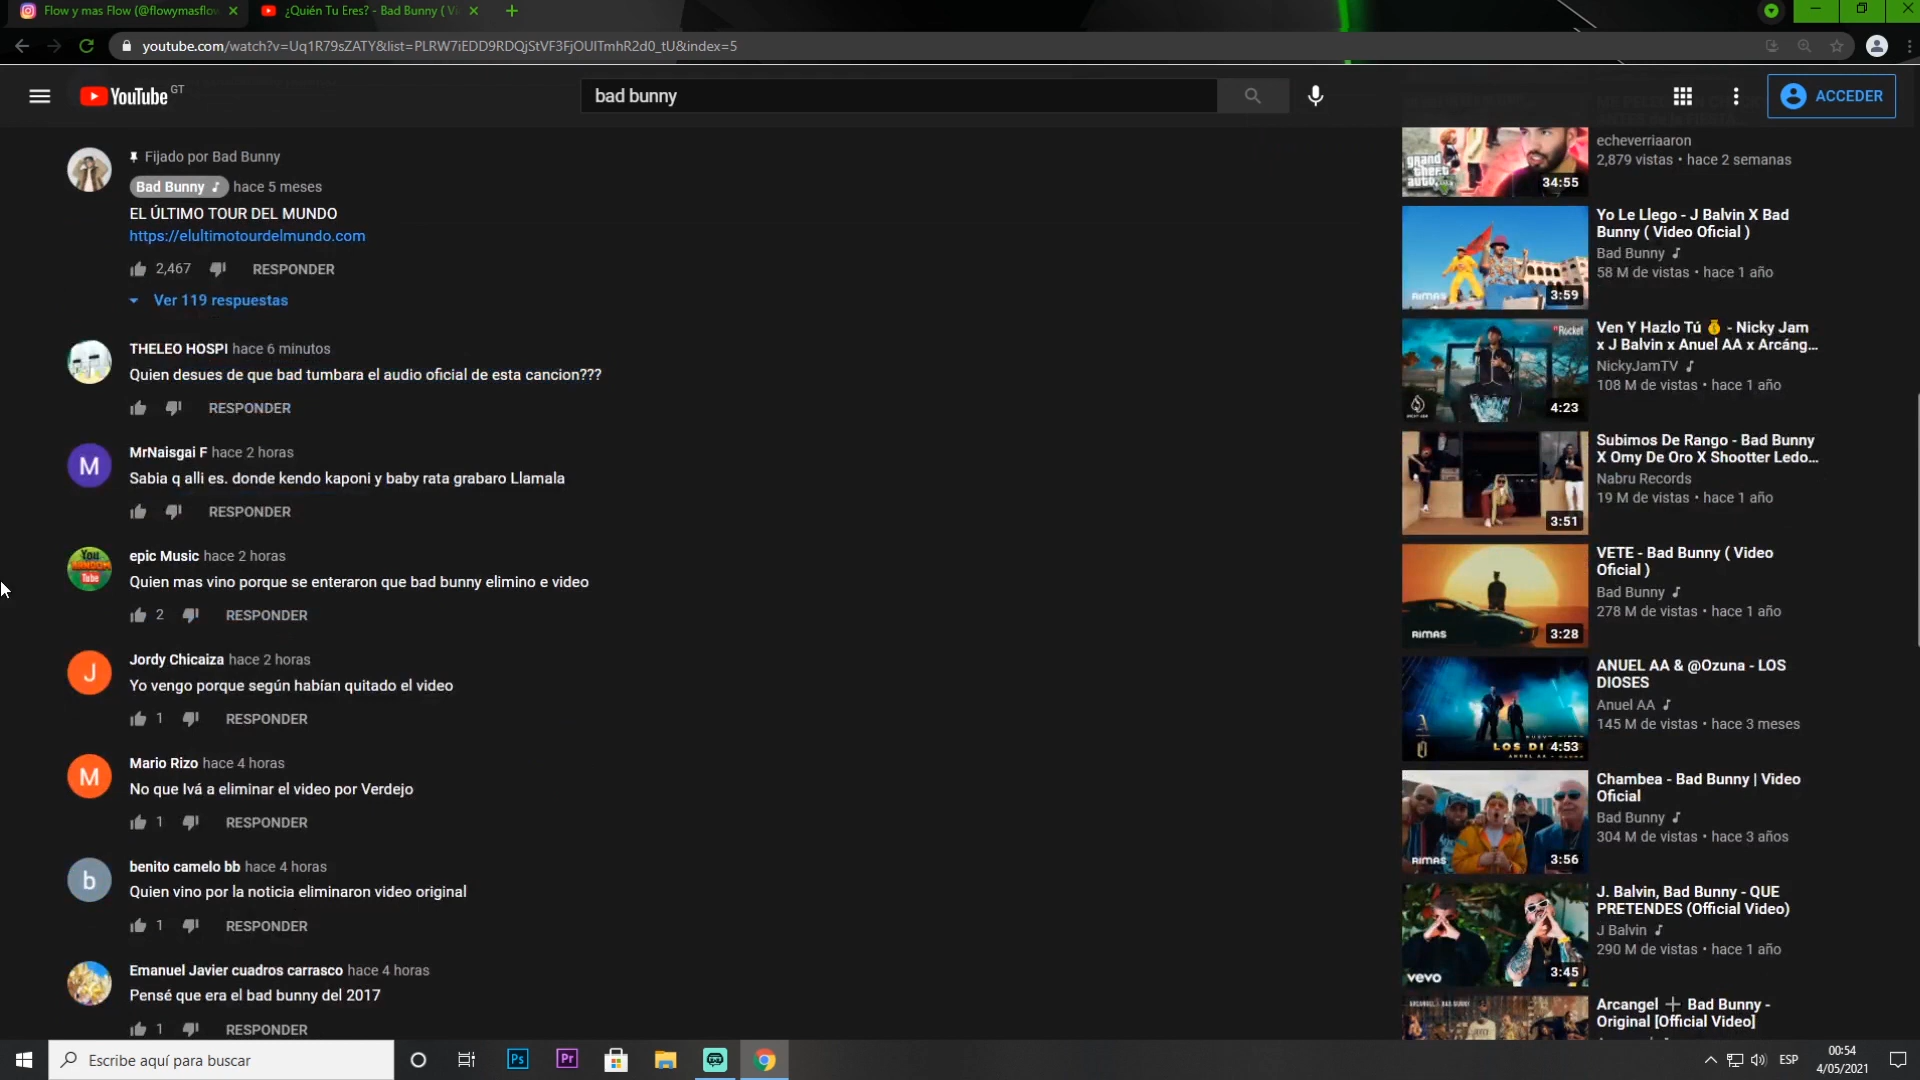 Flow y mas Flow (@flowymasflow
¿Quién Tu Eres? - Bad Bunny ( Vi
youtube.com/watch?v=Uq1R79sZATY&list=PLRW7iEDD9RDQjStVF3FjOUITmhR2d0_tU&index=5
YouTube GT
bad bunny
ACCEDER
Fijado por Bad Bunny
Bad Bunny ♪ hace 5 meses
EL ÚLTIMO TOUR DEL MUNDO
https://elultimotourdelmundo.com
2,467 RESPONDER
Ver 119 respuestas
THELEO HOSPI hace 6 minutos
Quien desues de que bad tumbara el audio oficial de esta cancion???
RESPONDER
MrNaisgai F hace 2 horas
Sabia q alli es. donde kendo kaponi y baby rata grabaro Llamala
RESPONDER
You RANDOM Tube
epic Music hace 2 horas
Quien mas vino porque se enteraron que bad bunny elimino e video
2 RESPONDER
J
Jordy Chicaiza hace 2 horas
Yo vengo porque según habían quitado el video
1 RESPONDER
M
Mario Rizo hace 4 horas
No que Ivá a eliminar el video por Verdejo
1 RESPONDER
b
benito camelo bb hace 4 horas
Quien vino por la noticia eliminaron video original
1 RESPONDER
Emanuel Javier cuadros carrasco hace 4 horas
Pensé que era el bad bunny del 2017
1 RESPONDER
grand theft auto
34:55
echeverriaaron
2,879 vistas • hace 2 semanas
RIMAS
3:59
Yo Le Llego - J Balvin X Bad
Bunny ( Video Oficial )
Bad Bunny ♪
58 M de vistas • hace 1 año
Rocket
4:23
Ven Y Hazlo Tú 💰 - Nicky Jam
x J Balvin x Anuel AA x Arcáng...
NickyJamTV ♪
108 M de vistas • hace 1 año
3:51
Subimos De Rango - Bad Bunny
X Omy De Oro X Shootter Ledo...
Nabru Records
19 M de vistas • hace 1 año
RIMAS
3:28
VETE - Bad Bunny ( Video
Oficial )
Bad Bunny ♪
278 M de vistas • hace 1 año
LOS DI
4:53
ANUEL AA & @Ozuna - LOS
DIOSES
Anuel AA ♪
145 M de vistas • hace 3 meses
RIMAS
3:56
Chambea - Bad Bunny | Video
Oficial
Bad Bunny ♪
304 M de vistas • hace 3 años
vevo
3:45
J. Balvin, Bad Bunny - QUE
PRETENDES (Official Video)
J Balvin ♪
290 M de vistas • hace 1 año
Arcangel ➕ Bad Bunny -
Original [Official Video]
Escribe aquí para buscar
Ps
Pr
ESP
00:54
4/05/2021